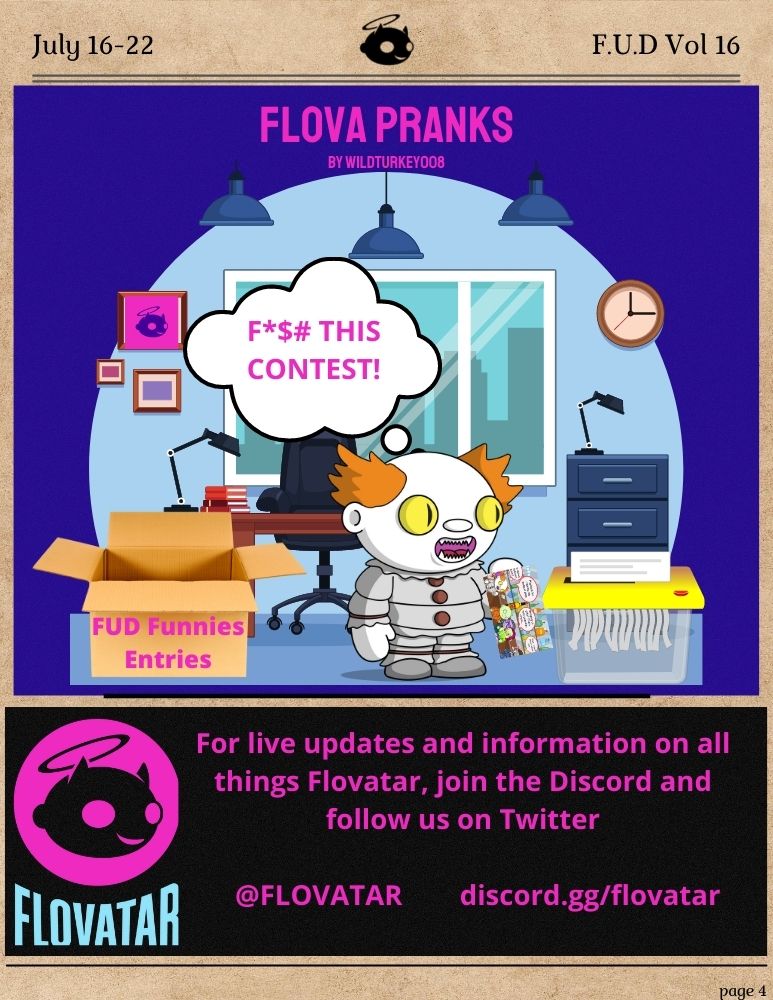 July 16-22
F.U.D Vol 16
FLOVA PRANKS
BY WILDTURKEY008
F*$# THIS
CONTEST!
FUD Funnies
Entries
For live updates and information on all
things Flovatar, join the Discord and
follow us on Twitter
@FLOVATAR
discord.gg/flovatar
FLOVATAR
page 4